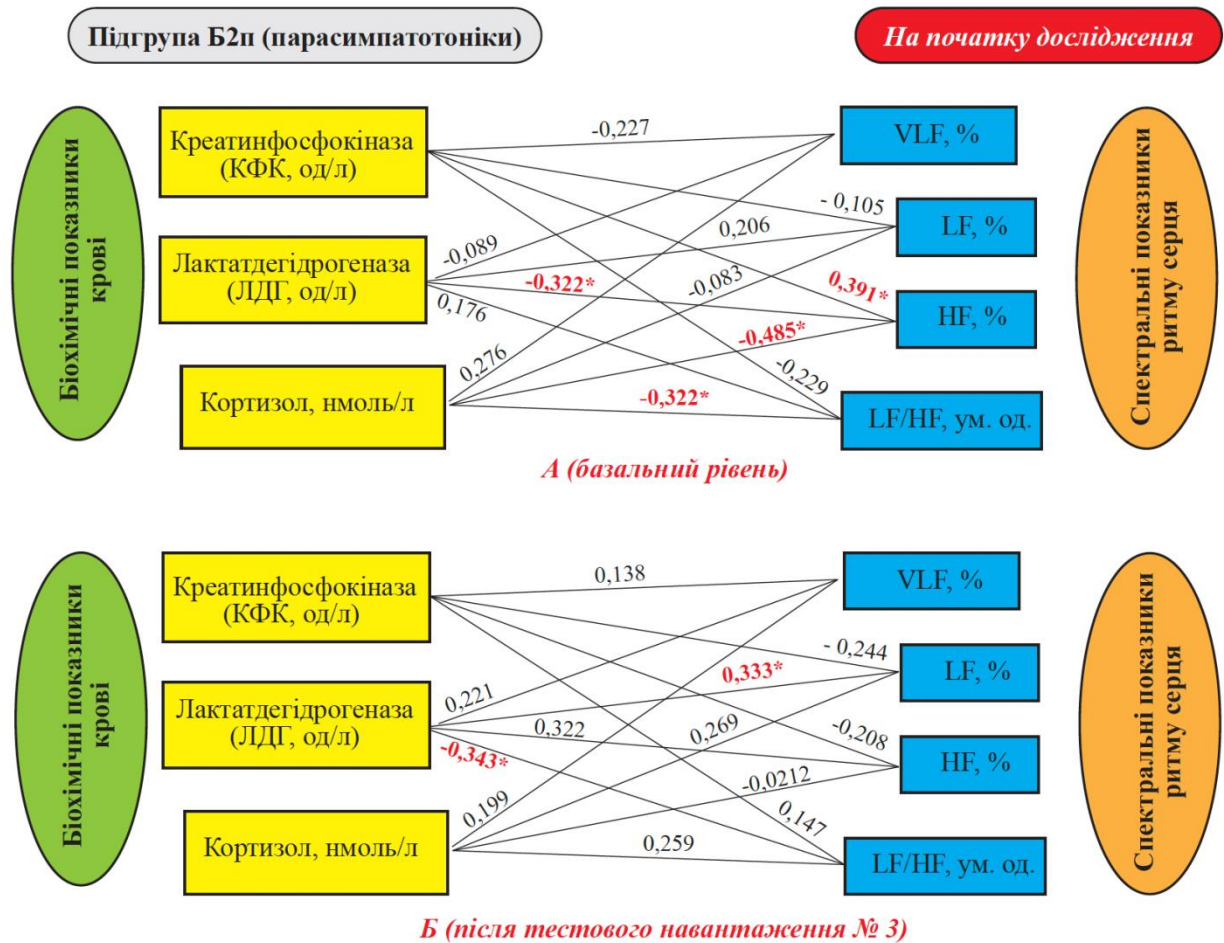 Підгрупа Б2п (парасимпатотоніки)
На початку дослідження
Біохімічні показники
крові
Креатинфосфокіназа
(КФК, од/л)
Лактатдегідрогеназа
(ЛДГ, од/л)
Кортизол, нмоль/л
-0,227
- 0,105
0,206
-0,089
-0,083
-0,322*
0,391*
0,176
-0,485*
0,276
-0,229
-0,322*
VLF, %
LF, %
HF, %
LF/HF, ум. од.
Спектральні показники
ритму серця
А (базальний рівень)
Біохімічні показники
крові
Креатинфосфокіназа
(КФК, од/л)
Лактатдегідрогеназа
(ЛДГ, од/л)
Кортизол, нмоль/л
0,138
- 0,244
0,333*
0,221
0,269
0,322
-0,208
-0,343*
-0,0212
0,199
0,147
0,259
VLF, %
LF, %
HF, %
LF/HF, ум. од.
Спектральні показники
ритму серця
Б (після тестового навантаження № 3)